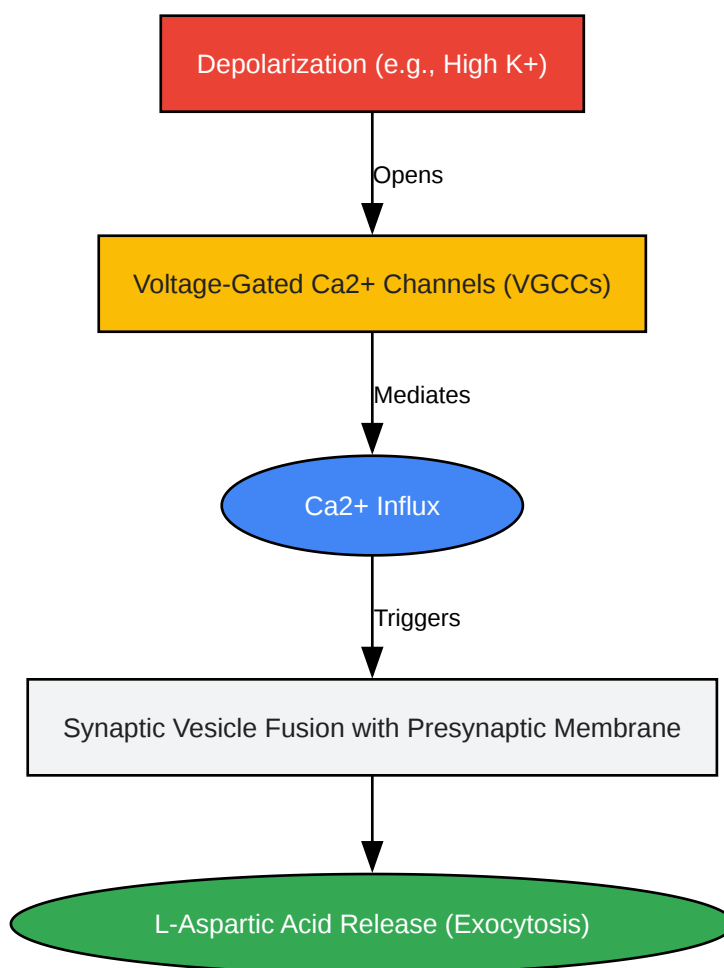 Depolarization (e.g., High K+)
Opens
Voltage-Gated Ca2+ Channels (VGCCs)
Mediates
Ca2+ Influx
Triggers
Synaptic Vesicle Fusion with Presynaptic Membrane
L-Aspartic Acid Release (Exocytosis)